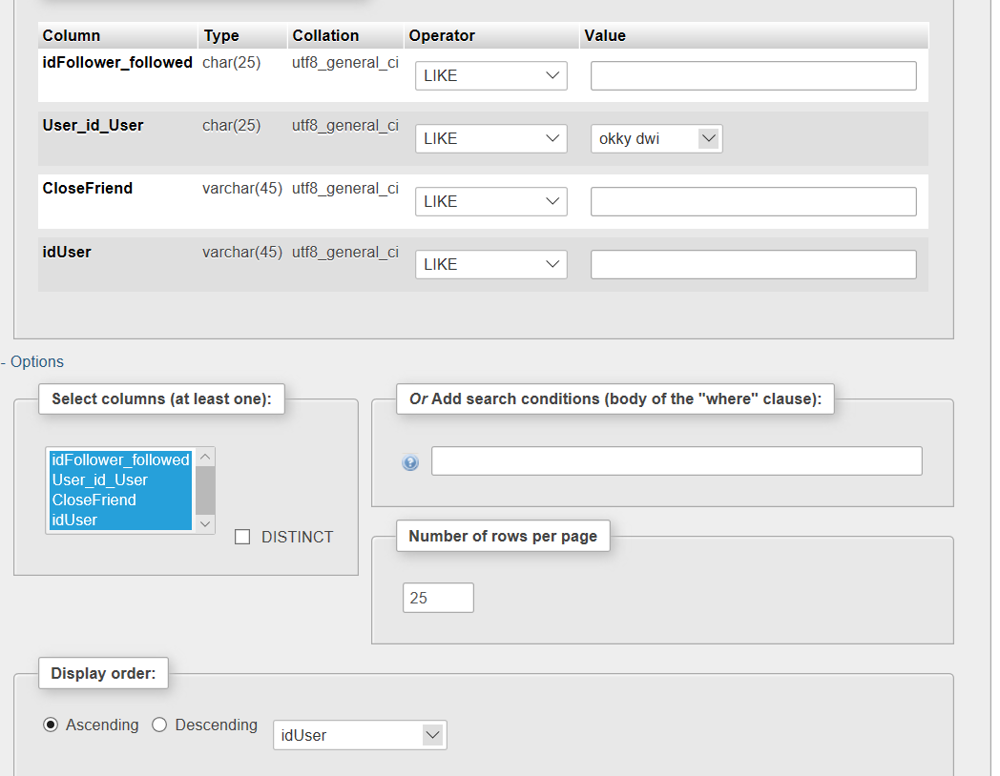 Column Type Collation Operator Value
idFollower_followed char(25) utf8_general_ci LIKE
User_id_User char(25) utf8_general_ci LIKE okky dwi
CloseFriend varchar(45) utf8_general_ci LIKE
idUser varchar(45) utf8_general_ci LIKE
- Options
Select columns (at least one):
idFollower_followed
User_id_User
CloseFriend
idUser
DISTINCT
Or Add search conditions (body of the "where" clause):
Number of rows per page
25
Display order:
Ascending Descending idUser